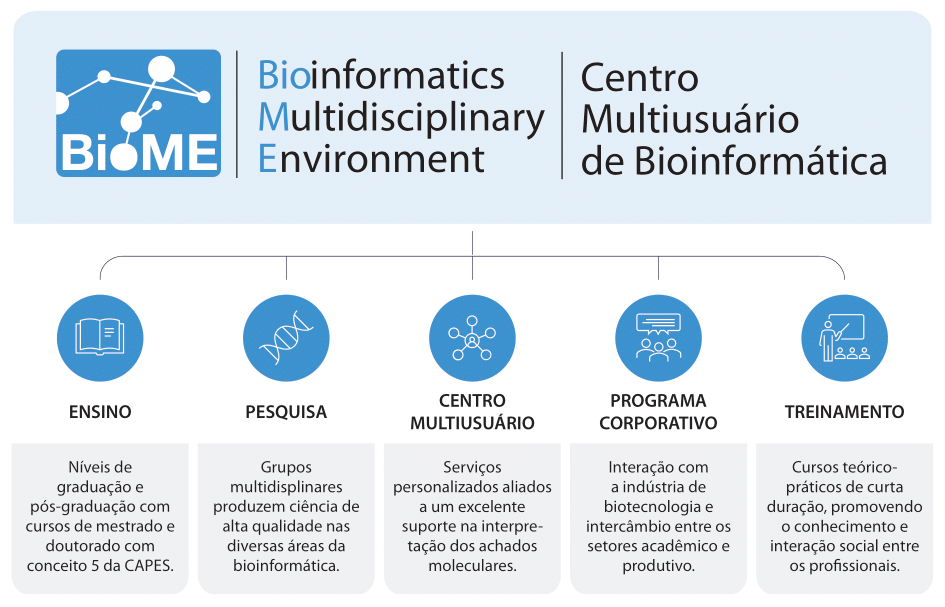 BiOME
Bioinformatics
Multidisciplinary
Environment
Centro
Multiusuário
de Bioinformática
ENSINO
Níveis de
graduação e
pós-graduação com
cursos de mestrado e
doutorado com
conceito 5 da CAPES.
PESQUISA
Grupos
multidisplinares
produzem ciência de
alta qualidade nas
diversas áreas da
bioinformática.
CENTRO
MULTIUSUÁRIO
Serviços
personalizados aliados
a um excelente
suporte na interpre-
tação dos achados
moleculares.
PROGRAMA
CORPORATIVO
Interação com
a indústria de
biotecnologia e
intercâmbio entre os
setores acadêmico e
produtivo.
TREINAMENTO
Cursos teórico-
práticos de curta
duração, promovendo
o conhecimento e
interação social entre
os profissionais.